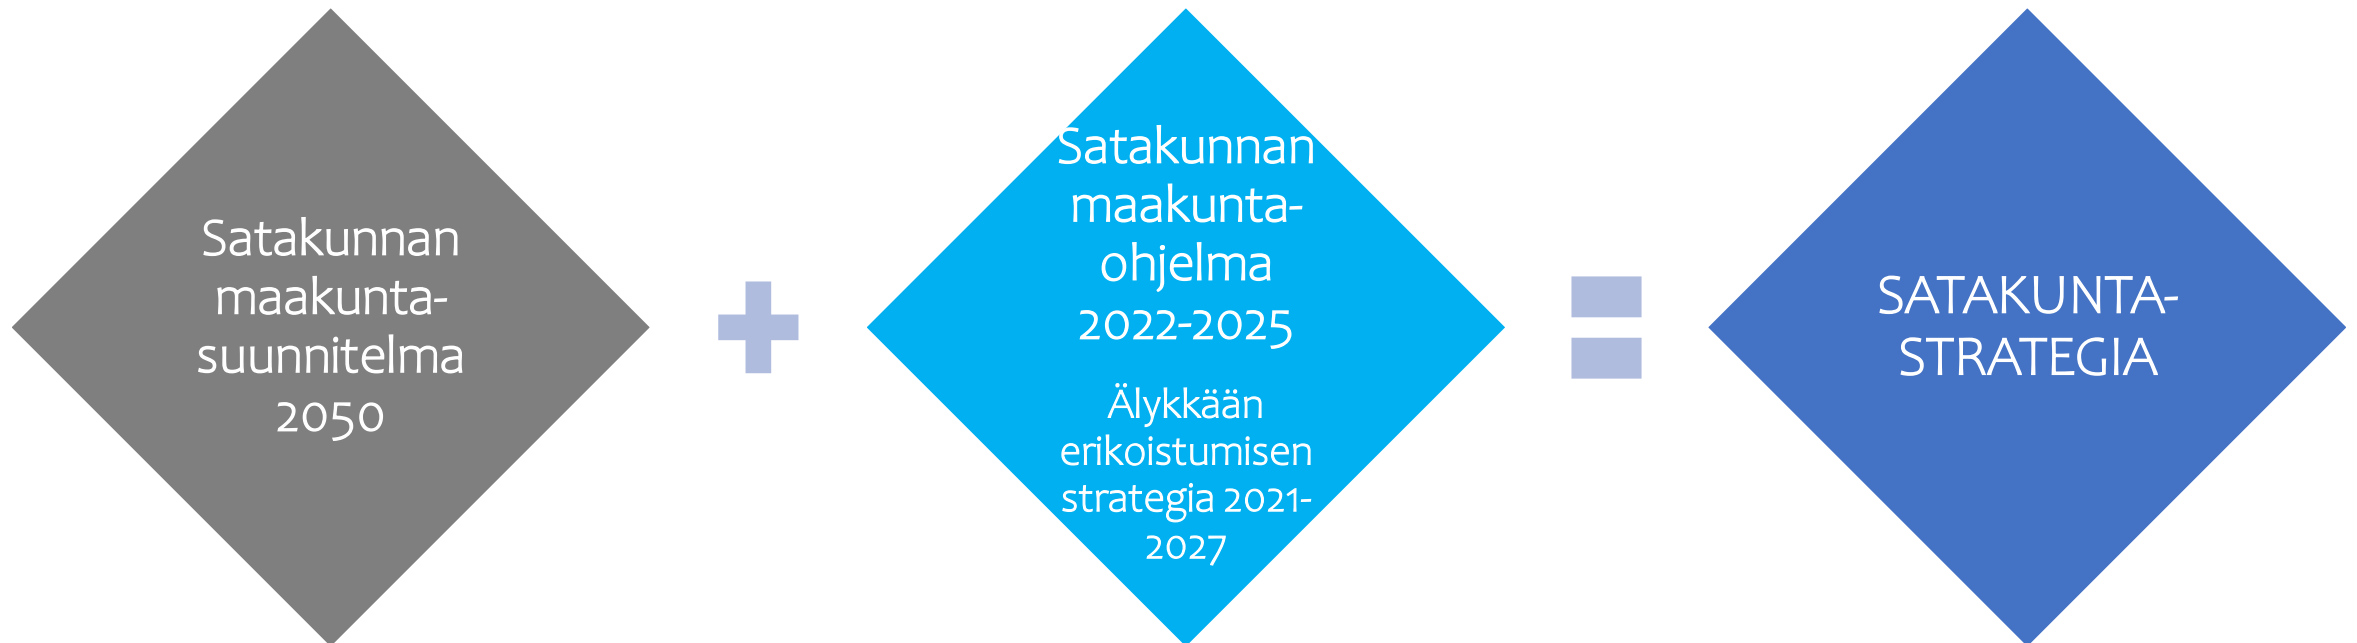 Satakunnan
maakunta-
suunnitelma
2050
Satakunnan
maakunta-
ohjelma
2022-2025
Älykkään
erikoistumisen
strategia 2021-
2027
SATAKUNTA-
STRATEGIA